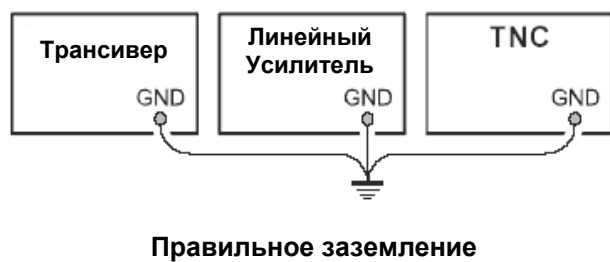 Трансивер
Линейный
Усилитель
TNC
GND
GND
GND
Правильное заземление